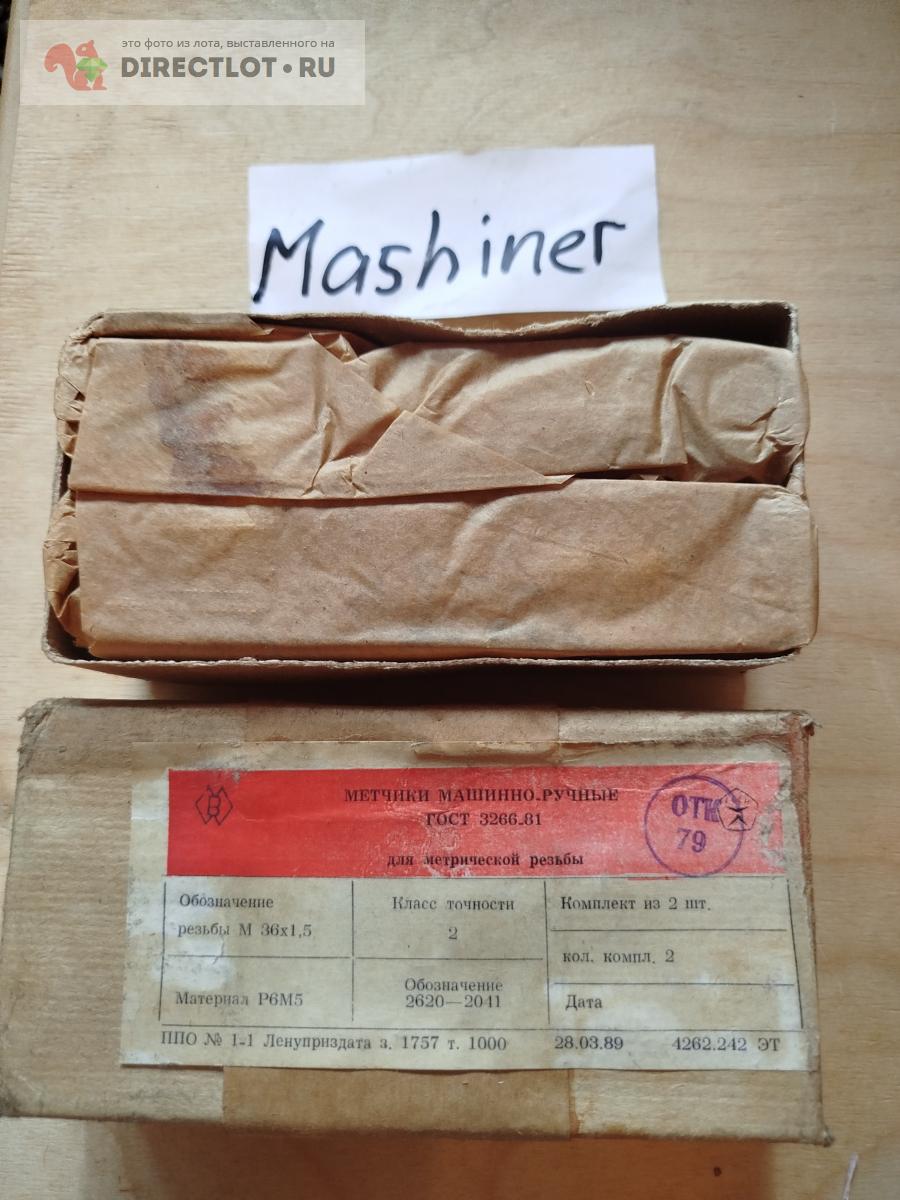 это фото из лота, выставленного на
DIRECTLOT•RU
Mashiner
МЕТЧИКИ МАШИННО-РУЧНЫЕ
ГОСТ 3266-81
для метрической резьбы
ОТК
79
Обозначение
резьбы М 36х1,5
Класс точности
2
Комплект из 2 шт.
кол. компл. 2
Материал Р6М5
Обозначение
2620—2041
Дата
ППО № 1-1 Ленуприздата з. 1757 т. 1000 28.03.89 4262.242 ЭТ